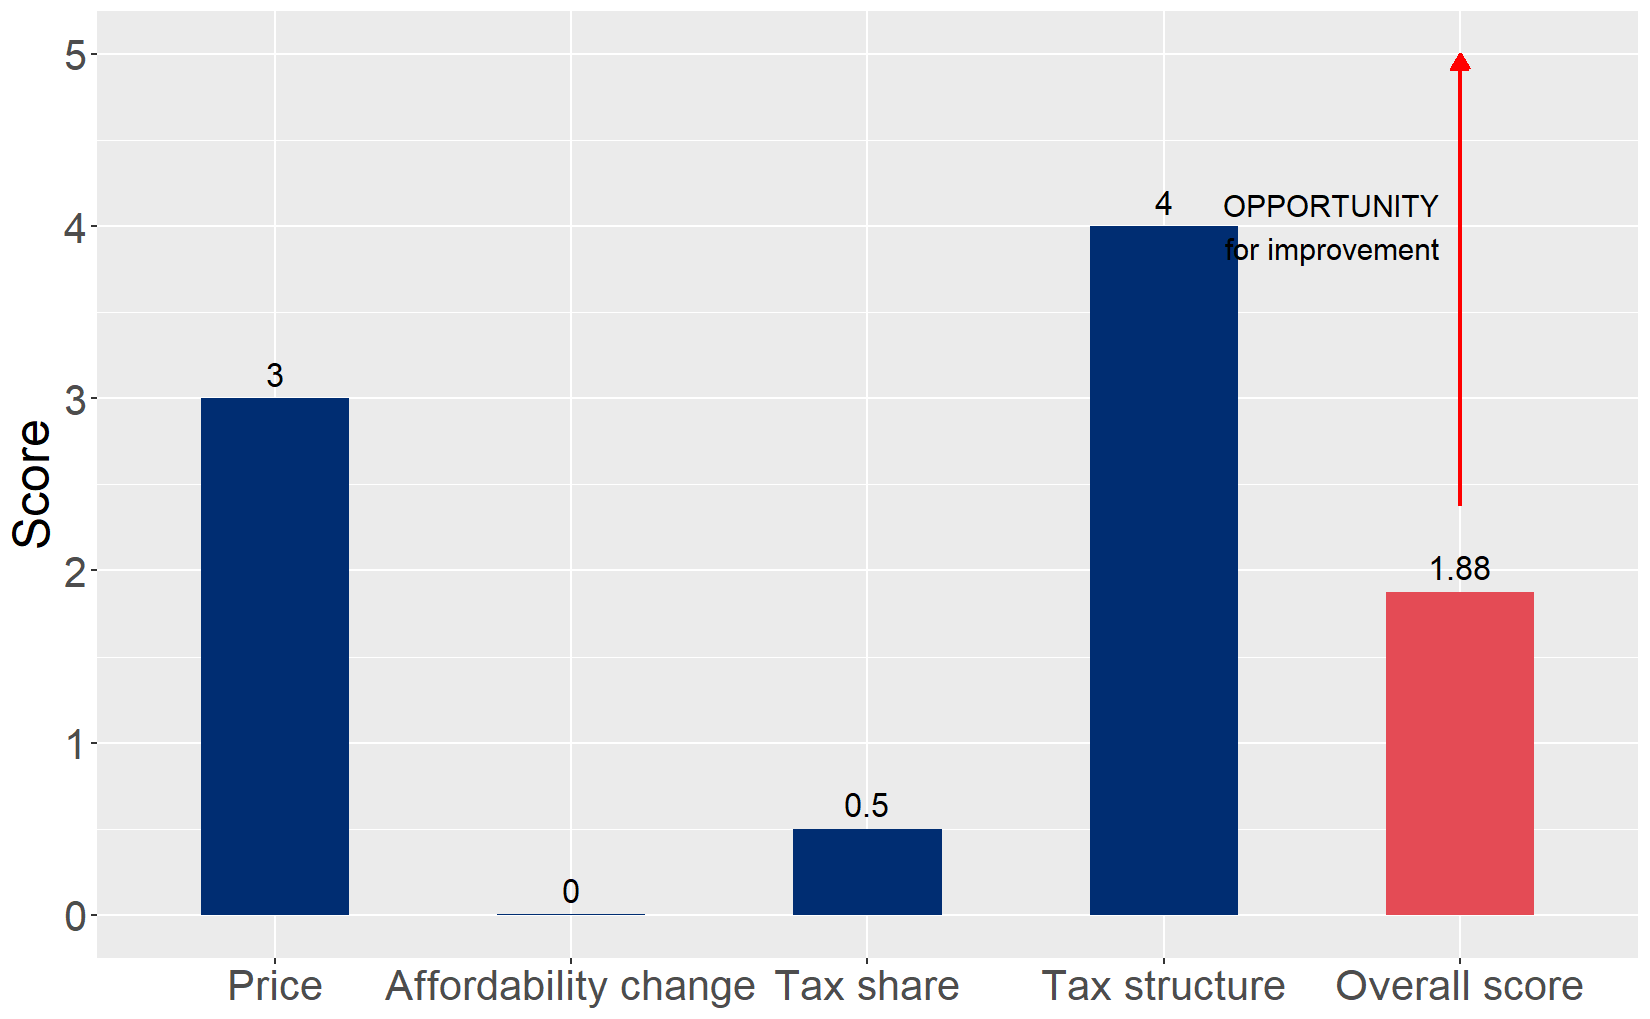 Score
5
4
3
2
1
0
3
0
0.5
4
1.88
OPPORTUNITY
for improvement
Price
Affordability change
Tax share
Tax structure
Overall score